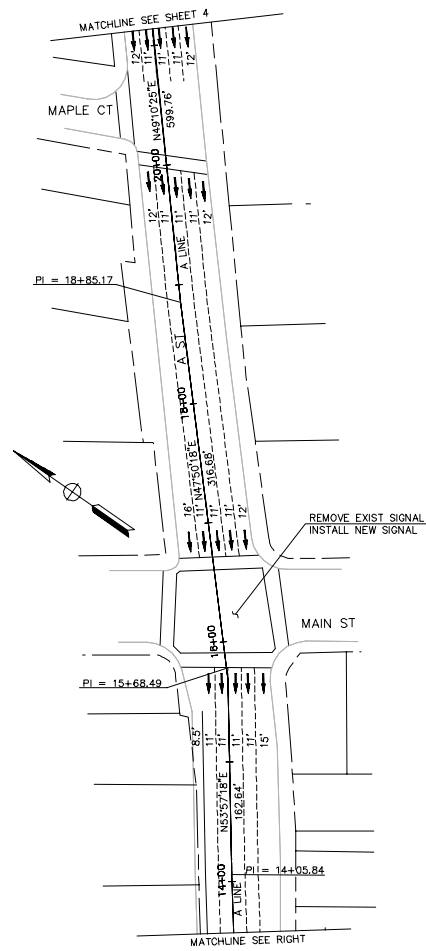 MATCHLINE SEE SHEET 4
12'
11'
11'
11'
12'
MAPLE CT
N49°10'25"E
599.76'
20+00
12'
11'
11'
11'
12'
A LINE
PI = 18+85.17
A ST
18+00
N47°50'18"E
316.68'
16'
11'
11'
11'
12'
REMOVE EXIST SIGNAL
INSTALL NEW SIGNAL
MAIN ST
16+00
PI = 15+68.49
8.5'
11'
11'
11'
11'
15'
N53°57'18"E
162.64'
14+00
PI = 14+05.84
A LINE
MATCHLINE SEE RIGHT